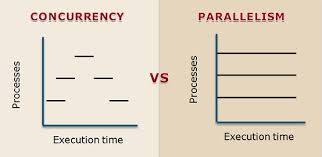 CONCURRENCY
Processes
Execution time
VS
PARALLELISM
Processes
Execution time